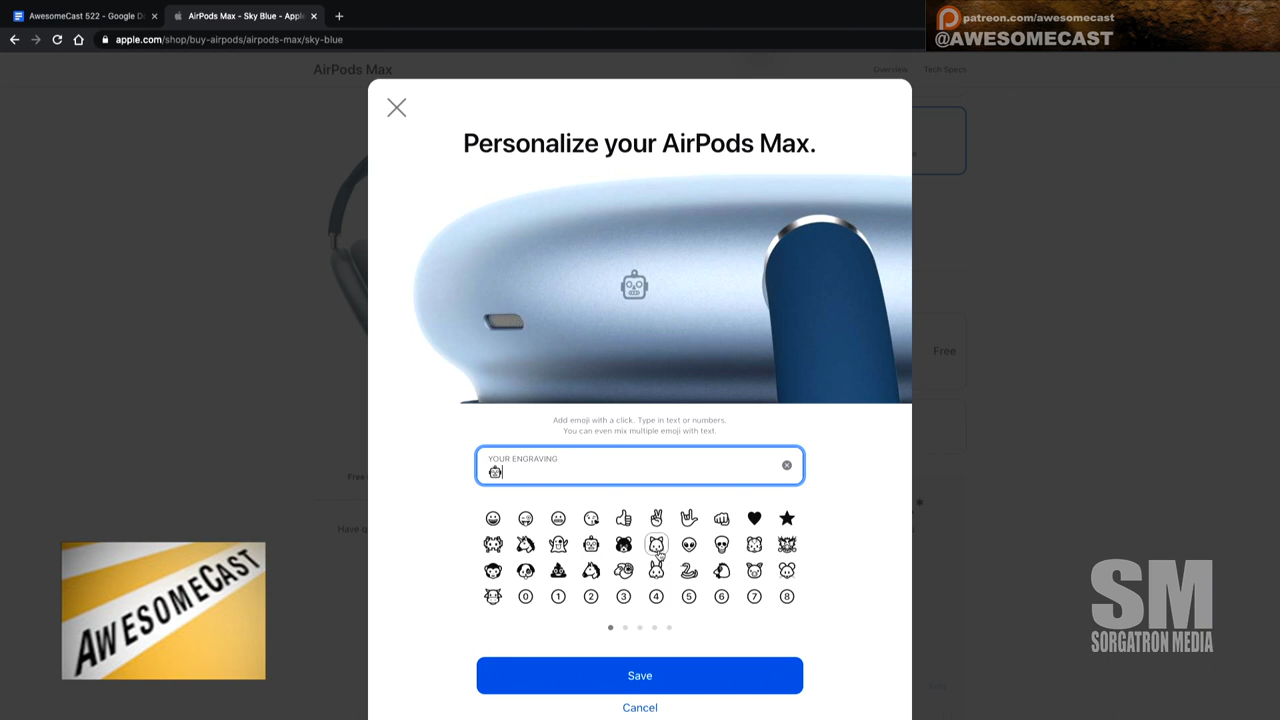 AwesomeCast 522 - Google Do
AirPods Max - Sky Blue - Apple
apple.com/shop/buy-airpods/airpods-max/sky-blue
patreon.com/awesomecast
@AWESOMECAST
AirPods Max
Overview
Tech Specs
Personalize your AirPods Max.
Free
Add emoji with a click. Type in text or numbers.
You can even mix multiple emoji with text.
YOUR ENGRAVING
Free
Have
0 1 2 3 4 5 6 7 8
AWESOMECAST
SM
SORGATRON MEDIA
Save
Cancel